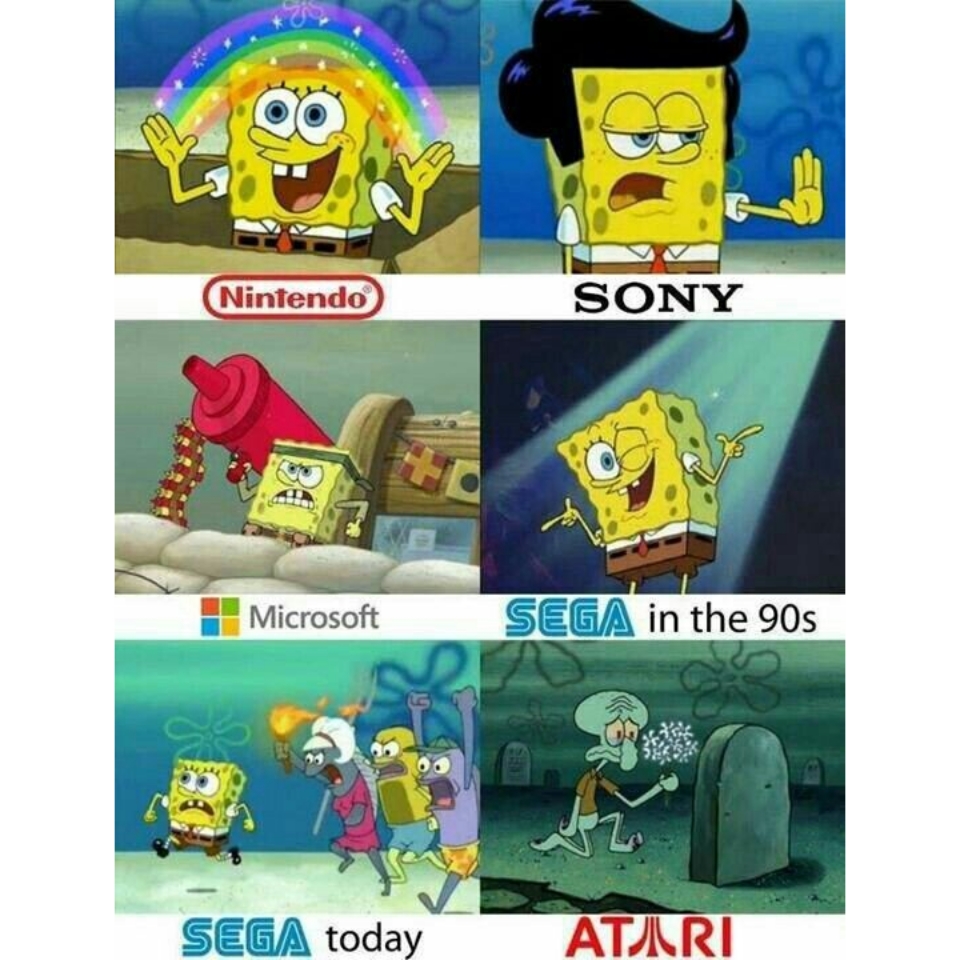 Nintendo®
SONY
Microsoft
SEGA in the 90s
SEGA today
ATARI